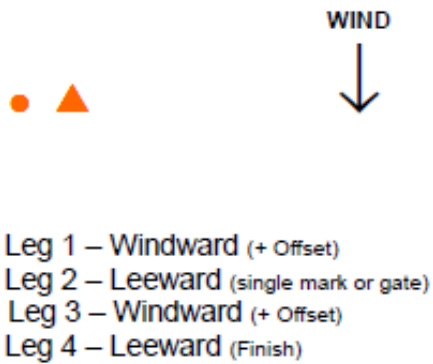 WIND
Leg 1 – Windward (+ Offset)
Leg 2 – Leeward (single mark or gate)
Leg 3 – Windward (+ Offset)
Leg 4 – Leeward (Finish)